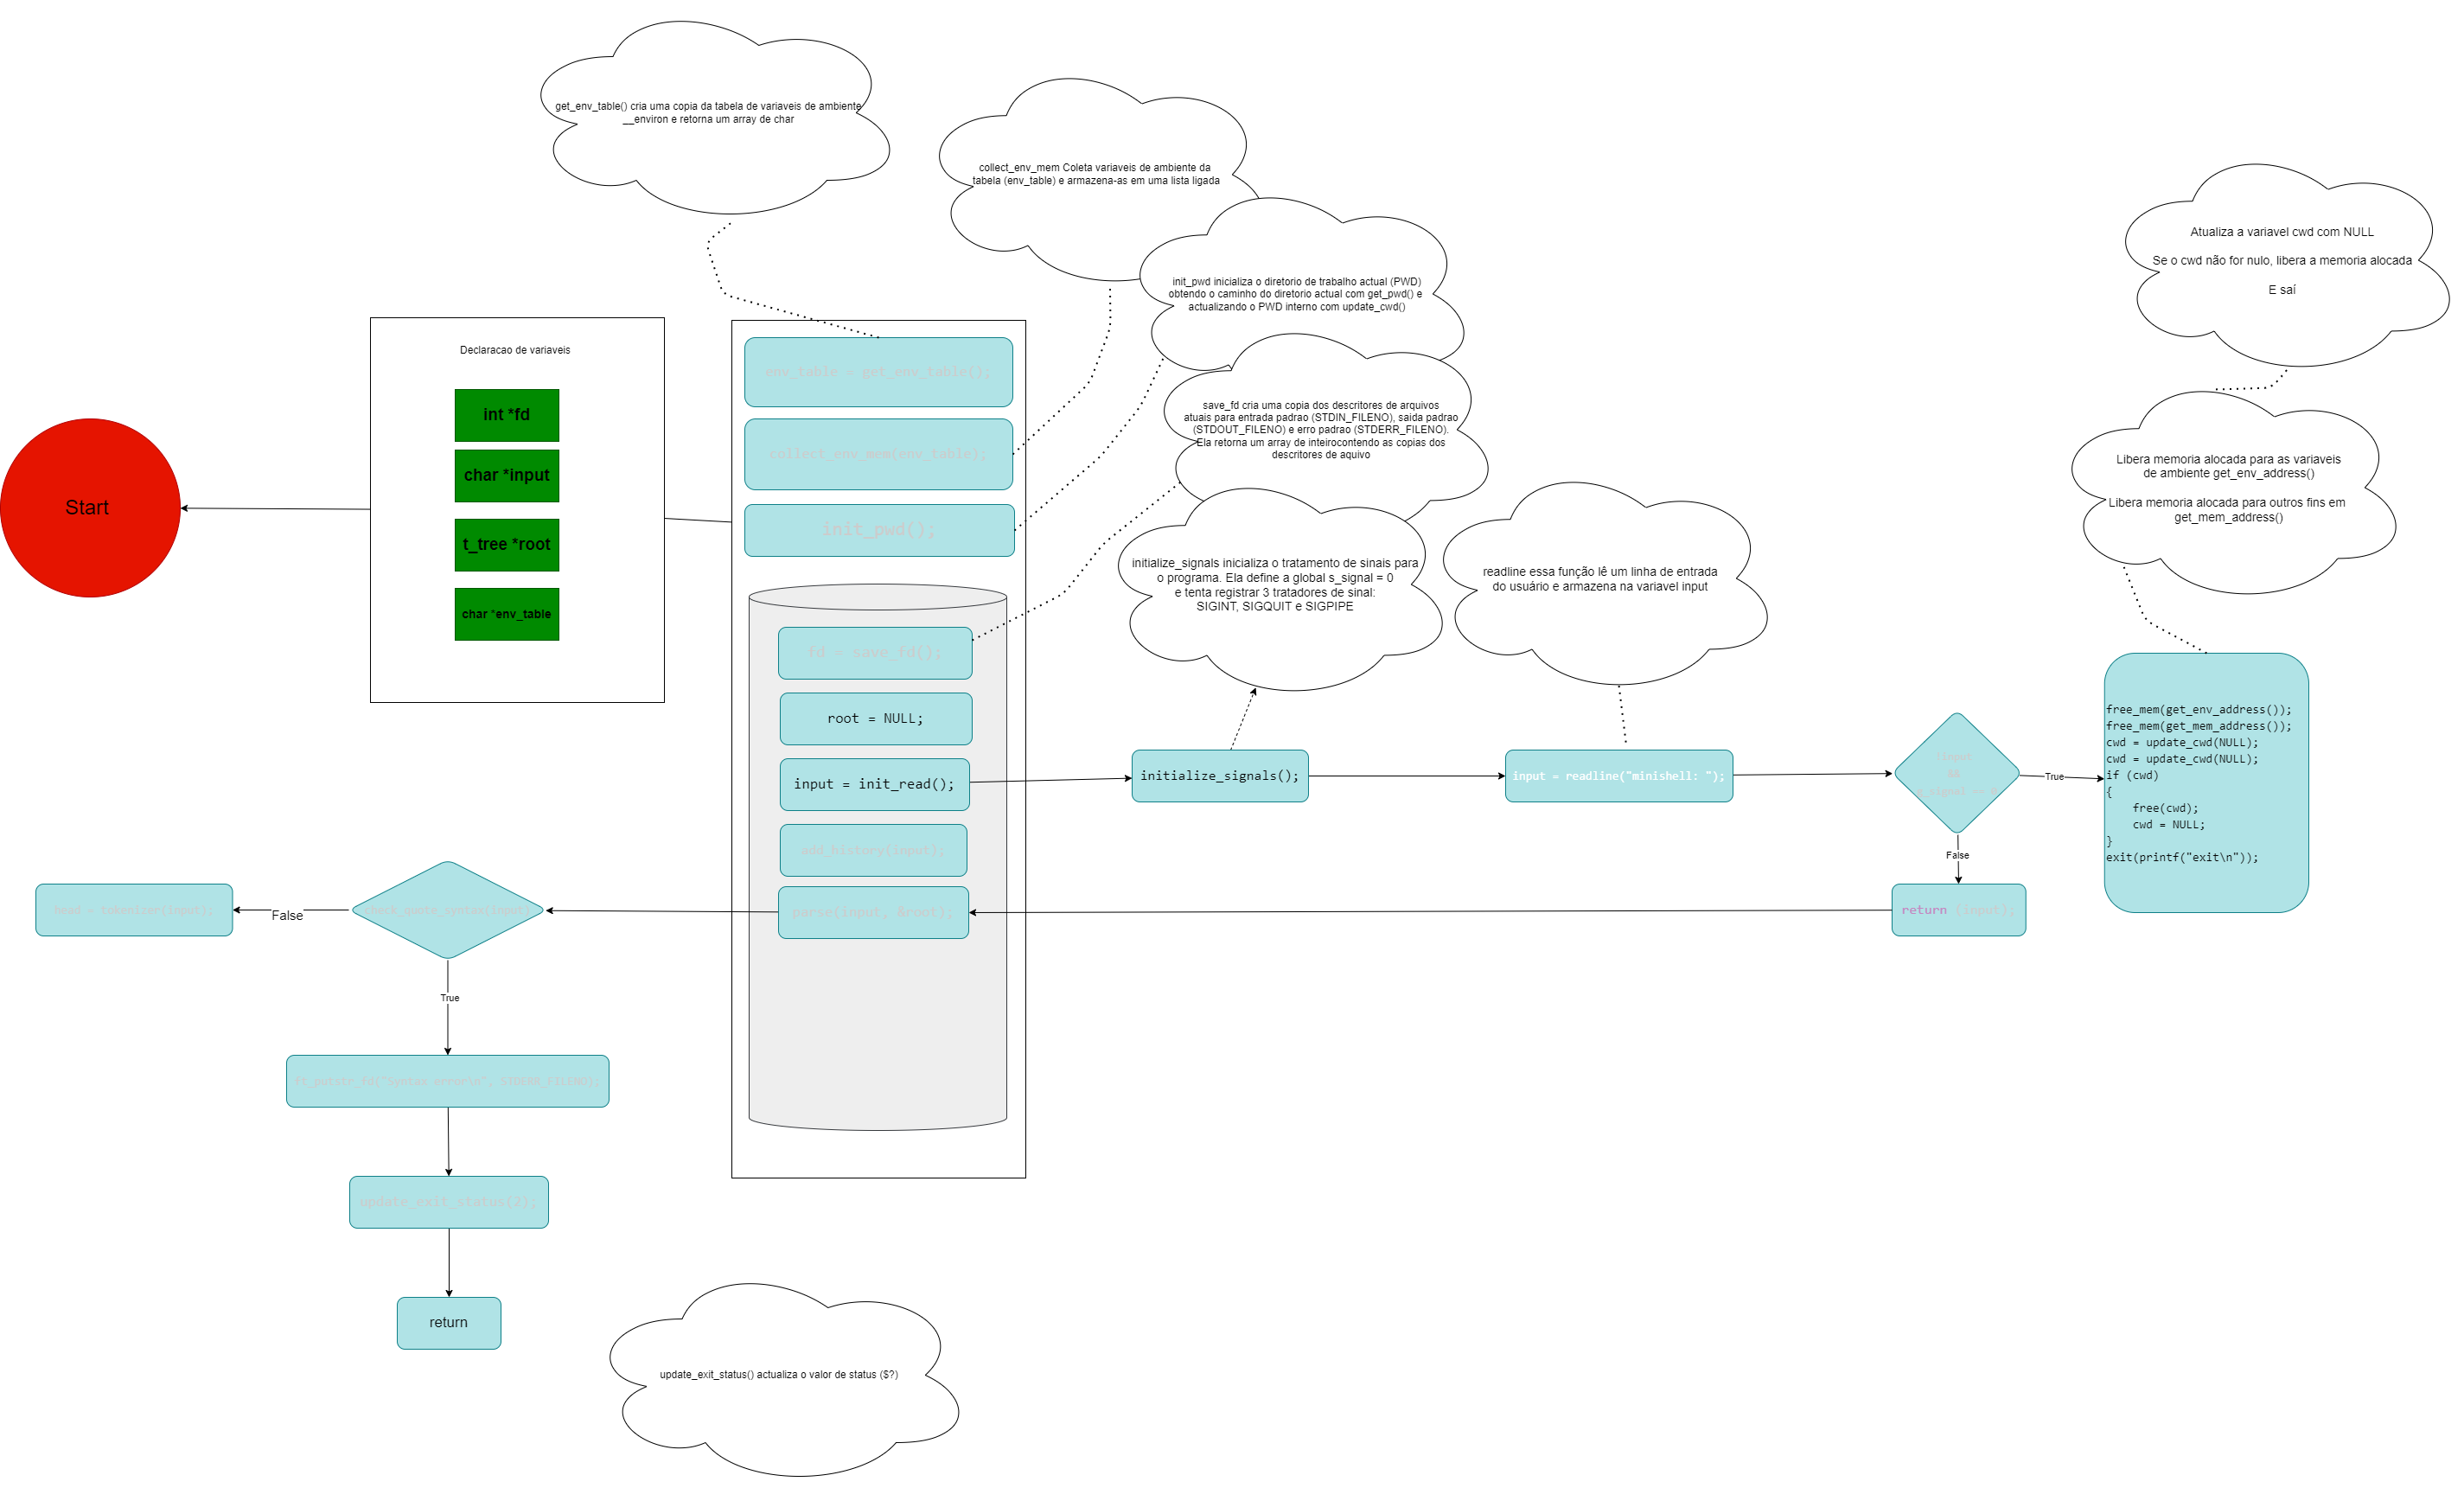 get_env_table() cria uma copia da tabela de variaveis de ambiente
__environ e retorna um array de char
collect_env_mem Coleta variaveis de ambiente da
tabela (env_table) e armazena-as em uma lista ligada
init_pwd inicializa o diretorio de trabalho actual (PWD)
obtendo o caminho do diretorio actual com get_pwd() e
actualizando o PWD interno com update_cwd()
save_fd cria uma copia dos descritores de arquivos
atuais para entrada padrao (STDIN_FILENO), saida padrao
(STDOUT_FILENO) e erro padrao (STDERR_FILENO).
Ela retorna um array de inteirocontendo as copias dos
descritores de aquivo
initialize_signals inicializa o tratamento de sinais para
o programa. Ela define a global s_signal = 0
e tenta registrar 3 tratadores de sinal:
SIGINT, SIGQUIT e SIGPIPE
readline essa função lê um linha de entrada
do usuário e armazena na variavel input
Atualiza a variavel cwd com NULL
Se o cwd não for nulo, libera a memoria alocada
E saí
Libera memoria alocada para as variaveis
de ambiente get_env_address()
Libera memoria alocada para outros fins em
get_mem_address()
Start
Declaracao de variaveis
int *fd
char *input
t_tree *root
char *env_table
env_table = get_env_table();
collect_env_mem(env_table);
init_pwd();
fd = save_fd();
root = NULL;
input = init_read();
add_history(input);
parse(input, &root);
initialize_signals();
input = readline("minishell: ");
!input
&&
g_signal == 0
True
False
free_mem(get_env_address());
free_mem(get_mem_address());
cwd = update_cwd(NULL);
cwd = update_cwd(NULL);
if (cwd)
{
free(cwd);
cwd = NULL;
}
exit(printf("exit\n"));
return (input);
check_quote_syntax(input)
False
head = tokenizer(input);
True
ft_putstr_fd("Syntax error\n", STDERR_FILENO);
update_exit_status(2);
return
update_exit_status() actualiza o valor de status ($?)